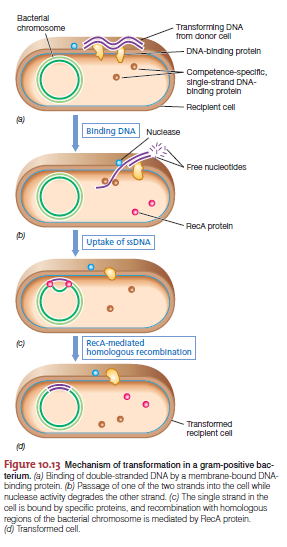 Bacterial
chromosome
Transforming DNA
from donor cell
DNA-binding protein
Competence-specific,
single-strand DNA-
binding protein
Recipient cell
(a)
Binding DNA
Nuclease
Free nucleotides
RecA protein
(b)
Uptake of ssDNA
(c)
RecA-mediated
homologous recombination
Transformed
recipient cell
(d)
Figure 10.13 Mechanism of transformation in a gram-positive bac-
terium. (a) Binding of double-stranded DNA by a membrane-bound DNA-
binding protein. (b) Passage of one of the two strands into the cell while
nuclease activity degrades the other strand. (c) The single strand in the
cell is bound by specific proteins, and recombination with homologous
regions of the bacterial chromosome is mediated by RecA protein.
(d) Transformed cell.